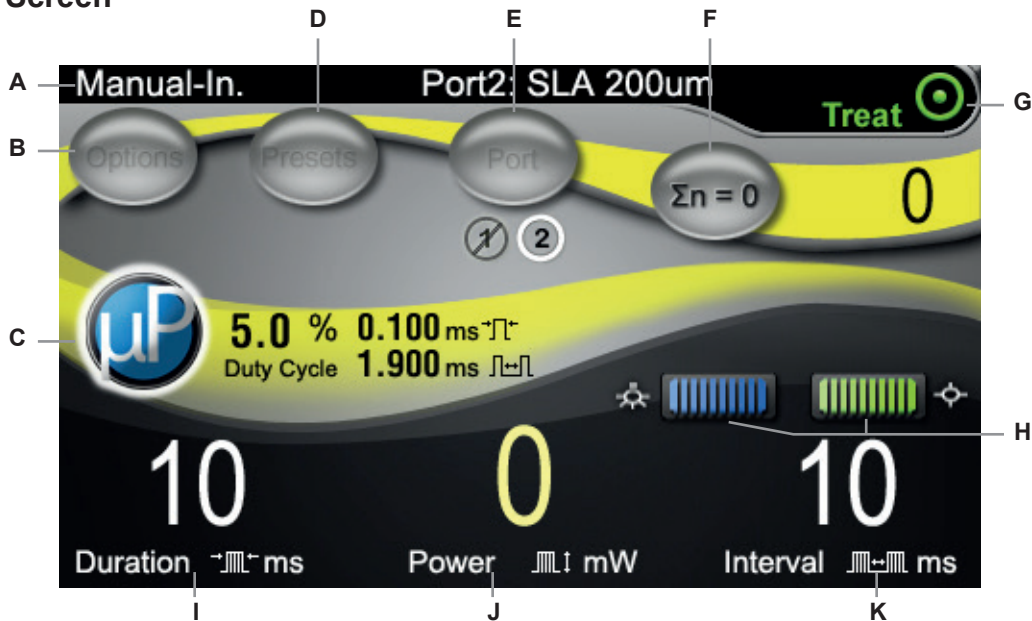 Screen
D E F
A Manual-In. Port2: SLA 200um Treat G
B Options Presets Port Σn = 0 0
1 2
C µP 5.0 % 0.100 ms
Duty Cycle 1.900 ms
H
10 0 10
Duration ms Power mW Interval ms
I J K